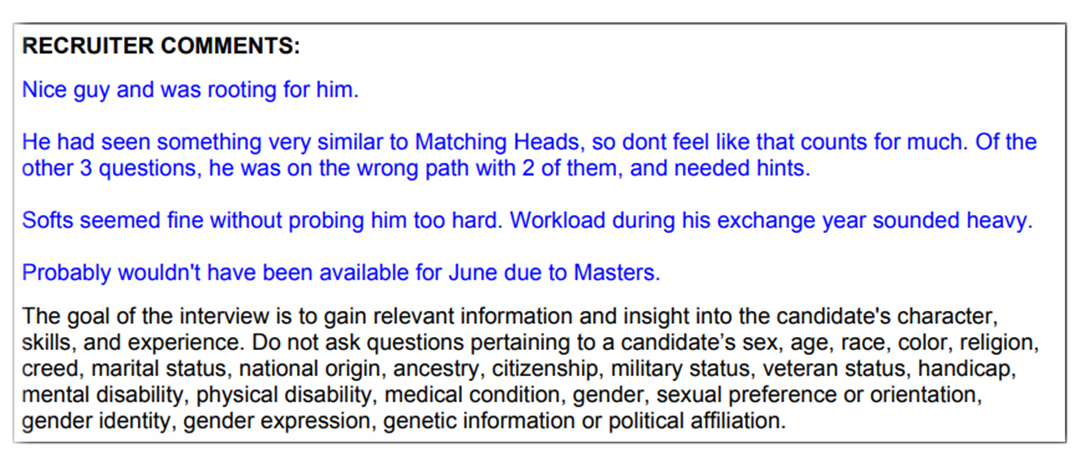 RECRUITER COMMENTS:
Nice guy and was rooting for him.
He had seen something very similar to Matching Heads, so dont feel like that counts for much. Of the
other 3 questions, he was on the wrong path with 2 of them, and needed hints.
Softs seemed fine without probing him too hard. Workload during his exchange year sounded heavy.
Probably wouldn't have been available for June due to Masters.
The goal of the interview is to gain relevant information and insight into the candidate's character,
skills, and experience. Do not ask questions pertaining to a candidate’s sex, age, race, color, religion,
creed, marital status, national origin, ancestry, citizenship, military status, veteran status, handicap,
mental disability, physical disability, medical condition, gender, sexual preference or orientation,
gender identity, gender expression, genetic information or political affiliation.